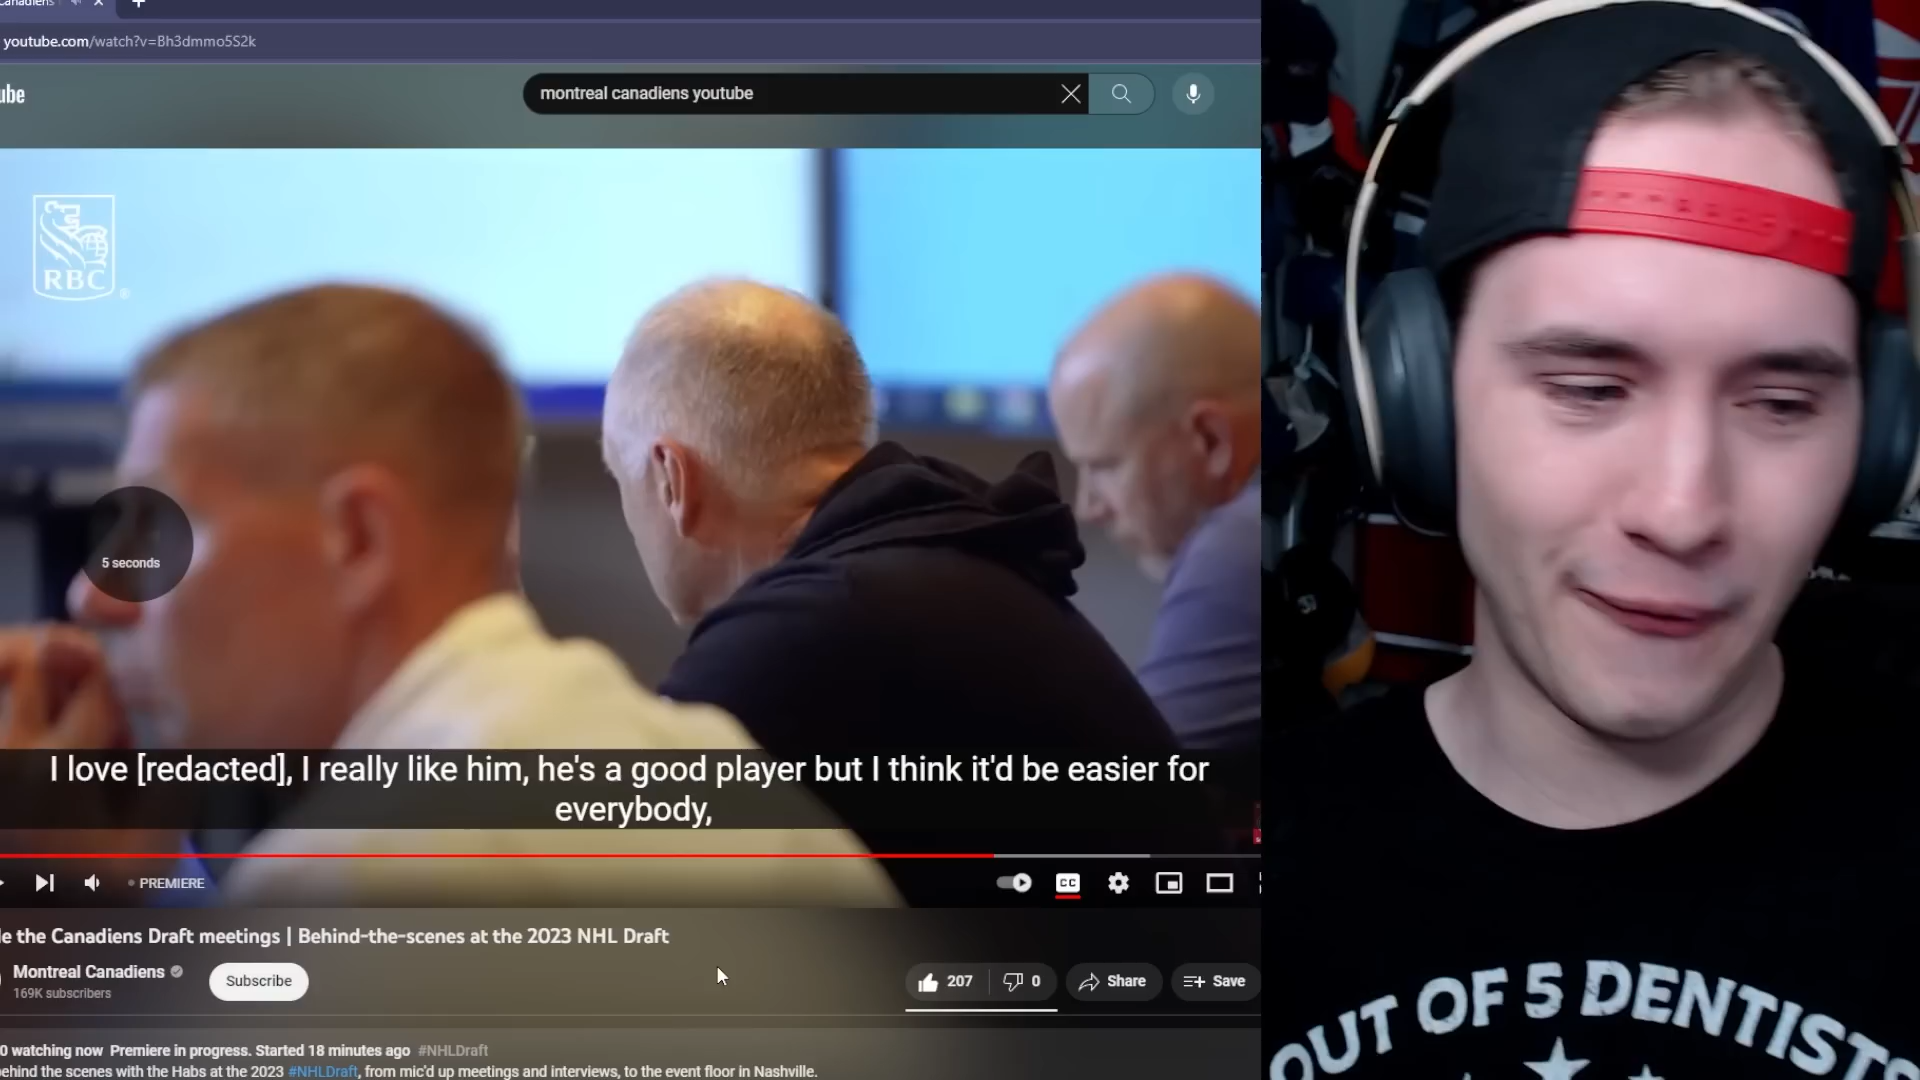 Canadiens
youtube.com/watch?v=Bh3dmmo5S2k
ube
montreal canadiens youtube
RBC
®
5 seconds
I love [redacted], I really like him, he's a good player but I think it'd be easier for
everybody,
• PREMIERE
CC
e the Canadiens Draft meetings | Behind-the-scenes at the 2023 NHL Draft
Montreal Canadiens
169K subscribers
Subscribe
207
0
Share
Save
0 watching now Premiere in progress. Started 18 minutes ago #NHLDraft
ehind the scenes with the Habs at the 2023 #NHLDraft, from mic'd up meetings and interviews, to the event floor in Nashville.
OUT OF 5 DENTISTS